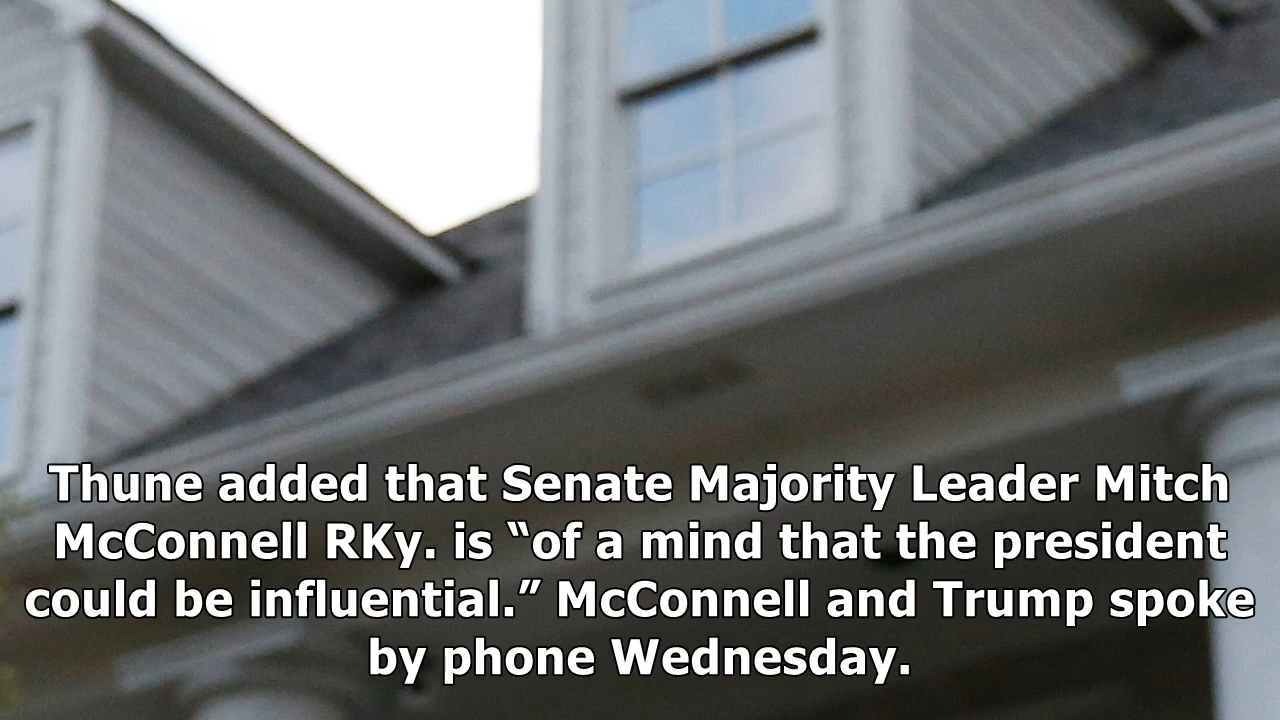 Thune added that Senate Majority Leader Mitch
McConnell RKy. is “of a mind that the president
could be influential.” McConnell and Trump spoke
by phone Wednesday.